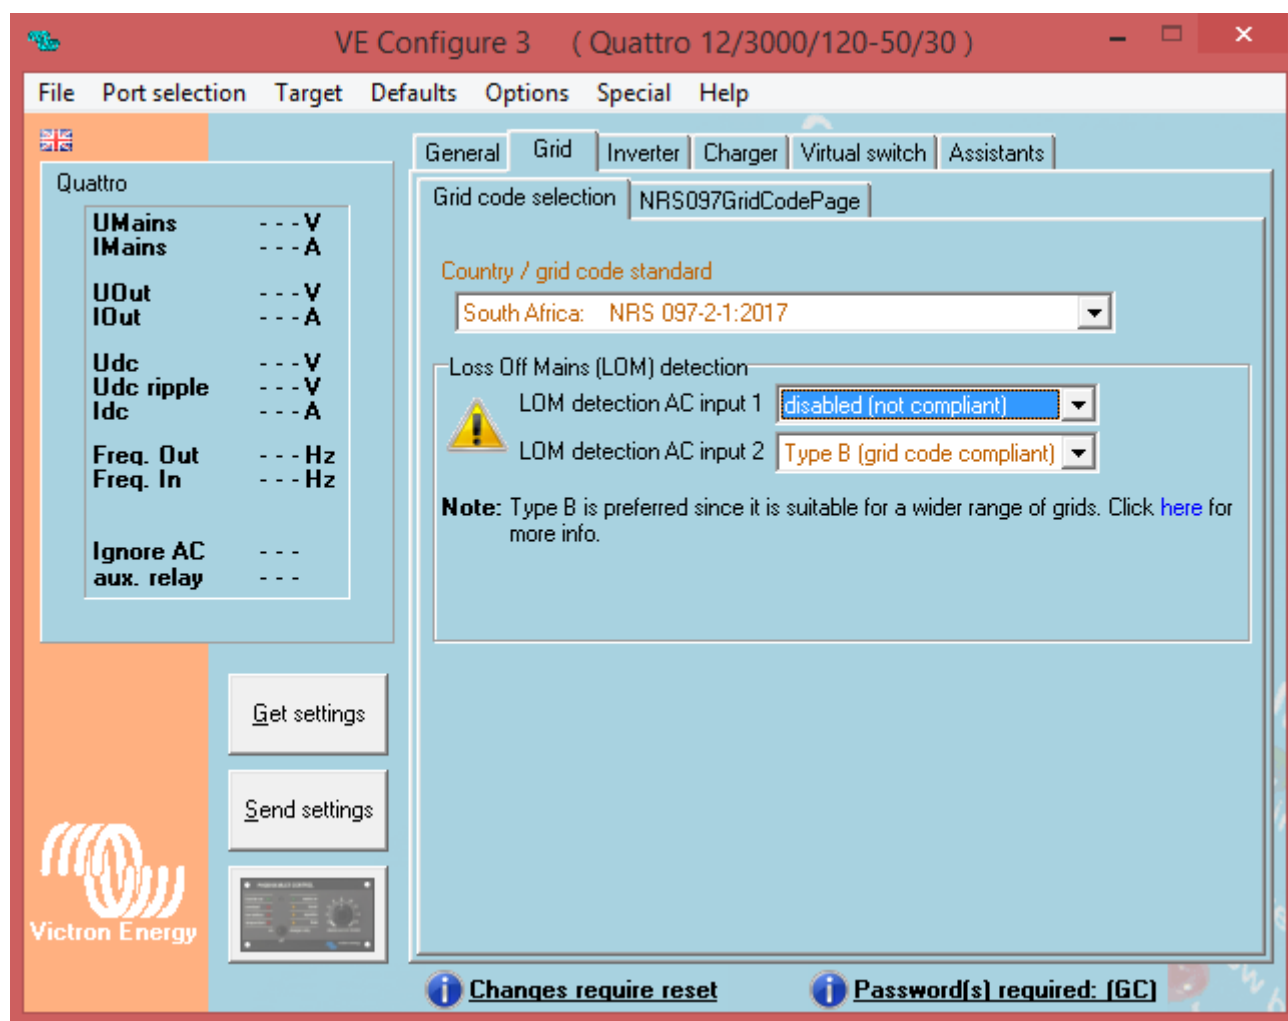 VE Configure 3 ( Quattro 12/3000/120-50/30 )
File Port selection Target Defaults Options Special Help
General Grid Inverter Charger Virtual switch Assistants
Quattro
UMains - - - V
IMains - - - A
UOut - - - V
IOut - - - A
Udc - - - V
Udc ripple - - - V
Idc - - - A
Freq. Out - - - Hz
Freq. In - - - Hz
Ignore AC - - -
aux. relay - - -
Grid code selection NRS097GridCodePage
Country / grid code standard
South Africa: NRS 097-2-1:2017
Loss Off Mains (LOM) detection
LOM detection AC input 1 disabled (not compliant)
LOM detection AC input 2 Type B (grid code compliant)
Note: Type B is preferred since it is suitable for a wider range of grids. Click here for
more info.
Get settings
Send settings
Victron Energy
Changes require reset Password(s) required: (GC)